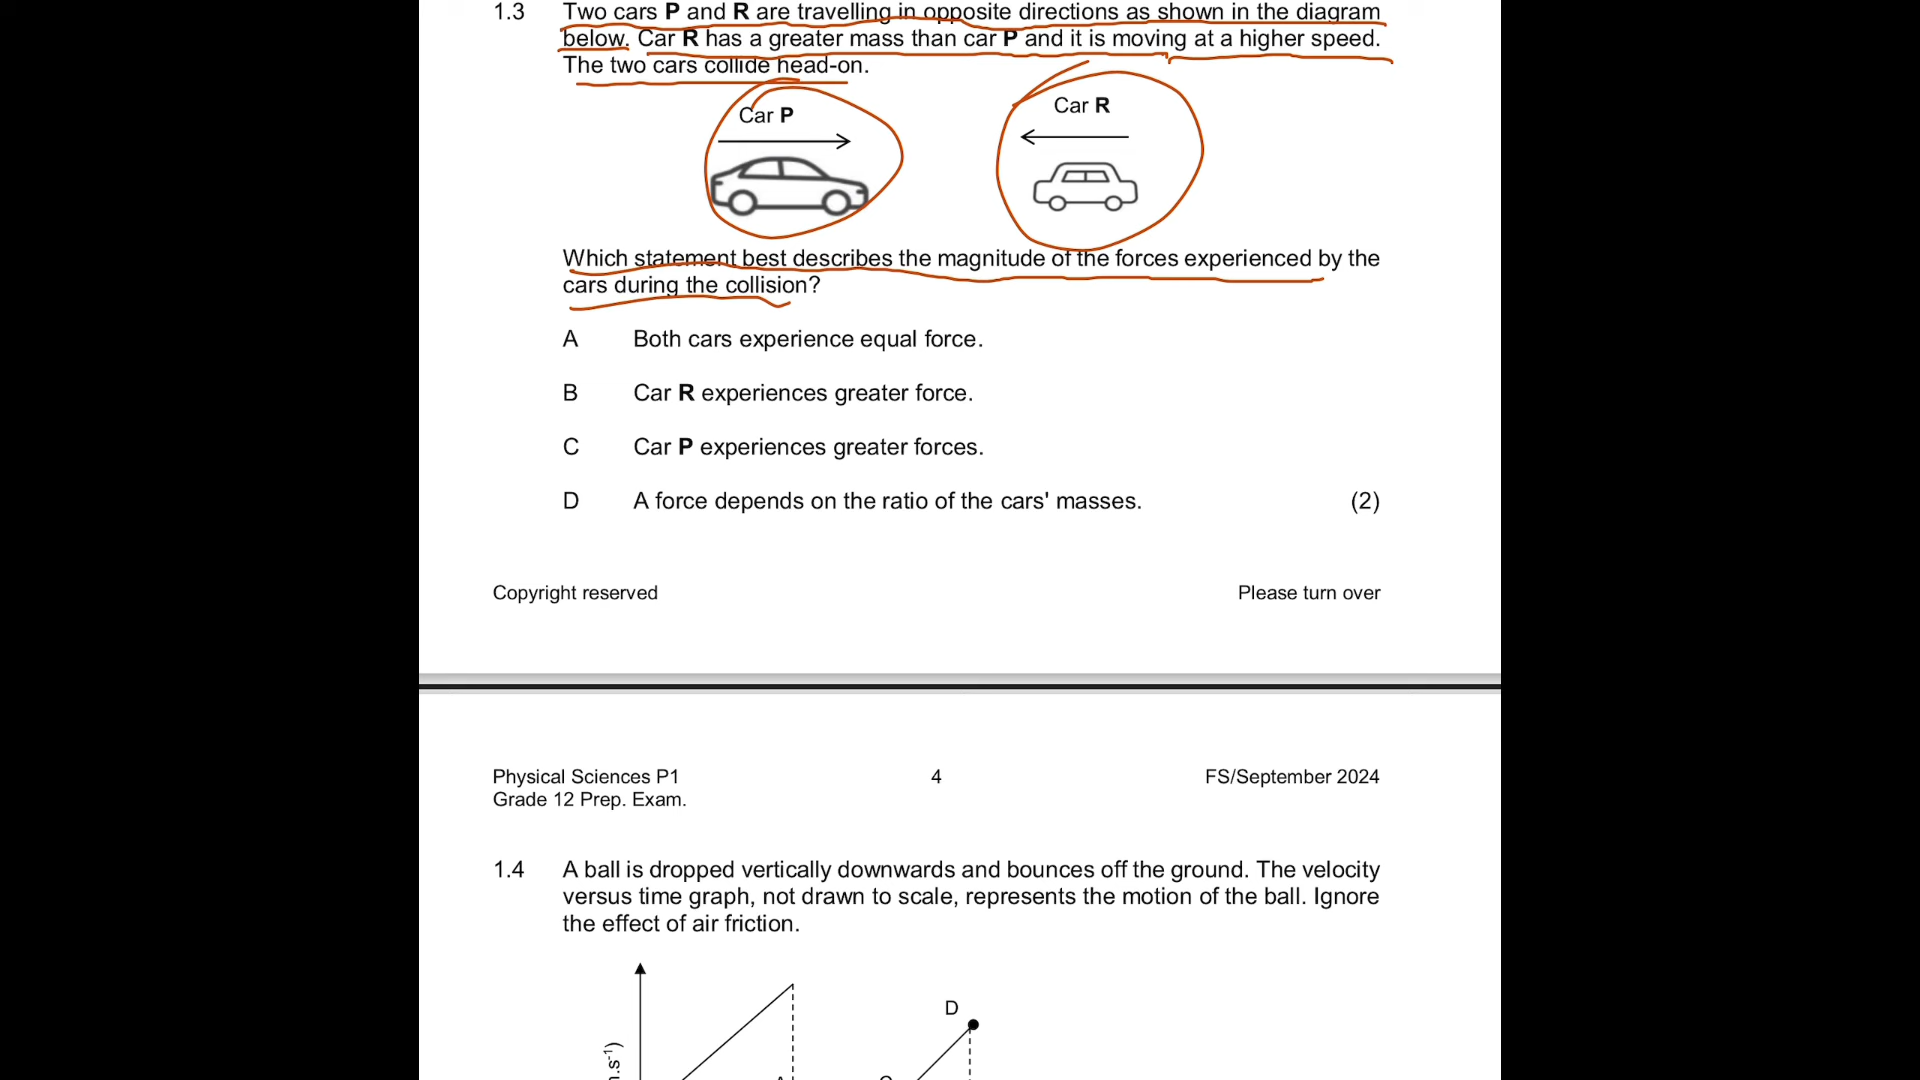 1.3 Two cars P and R are travelling in opposite directions as shown in the diagram
below. Car R has a greater mass than car P and it is moving at a higher speed.
The two cars collide head-on.
Car P
Car R
Which statement best describes the magnitude of the forces experienced by the
cars during the collision?
A Both cars experience equal force.
B Car R experiences greater force.
C Car P experiences greater forces.
D A force depends on the ratio of the cars' masses. (2)
Copyright reserved Please turn over
Physical Sciences P1 4 FS/September 2024
Grade 12 Prep. Exam.
1.4 A ball is dropped vertically downwards and bounces off the ground. The velocity
versus time graph, not drawn to scale, represents the motion of the ball. Ignore
the effect of air friction.
D